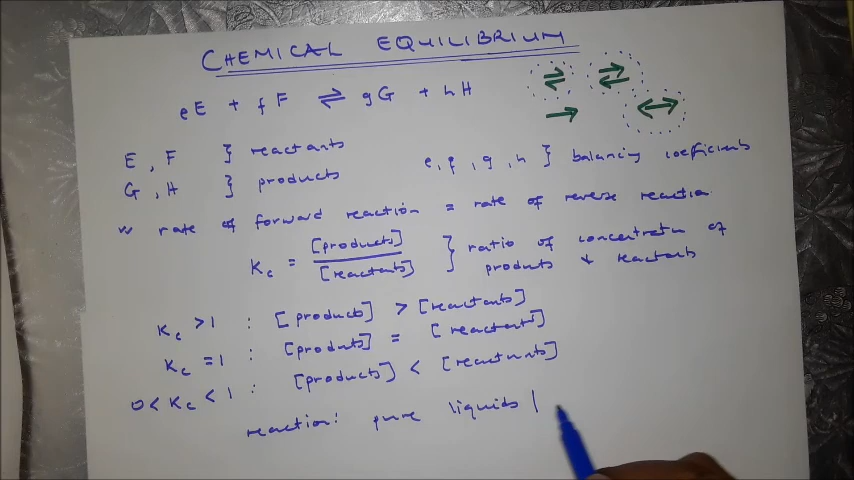 CHEMICAL EQUILIBRIUM
eE + fF ⇌ gG + hH
E, F } reactants
G, H } products
e, f, g, h } balancing coefficients
rate of forward reaction = rate of reverse reaction
Kc = [products] / [reactants] } ratio of concentration of products & reactants
Kc > 1 : [products] > [reactants]
Kc = 1 : [products] = [reactants]
0 < Kc < 1 : [products] < [reactants]
reaction: pure liquids |